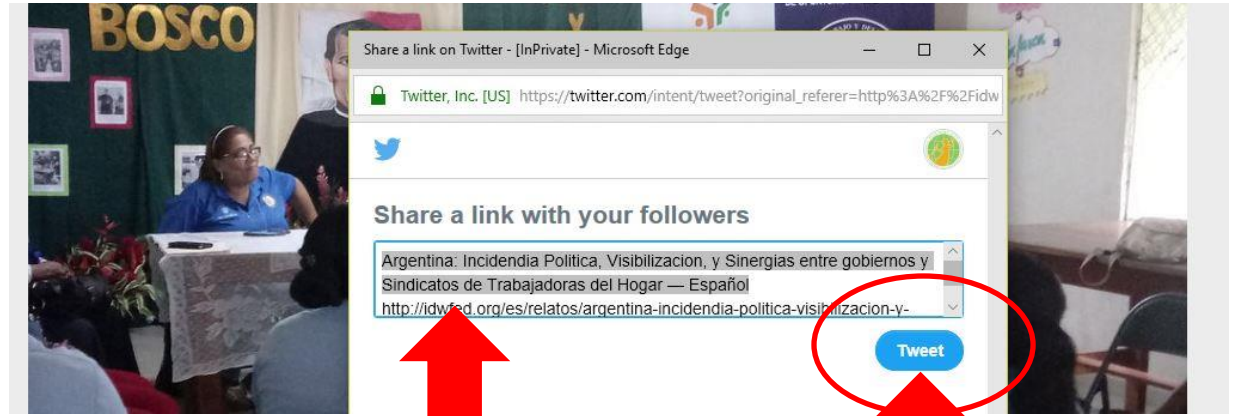 BOSCO
Share a link on Twitter - [InPrivate] - Microsoft Edge
Twitter, Inc. [US] https://twitter.com/intent/tweet?original_referer=http%3A%2F%2Fidw
Share a link with your followers
Argentina: Incidendia Politica, Visibilizacion, y Sinergias entre gobiernos y
Sindicatos de Trabajadoras del Hogar — Español
http://idwfed.org/es/relatos/argentina-incidendia-politica-visibilizacion-y-
Tweet